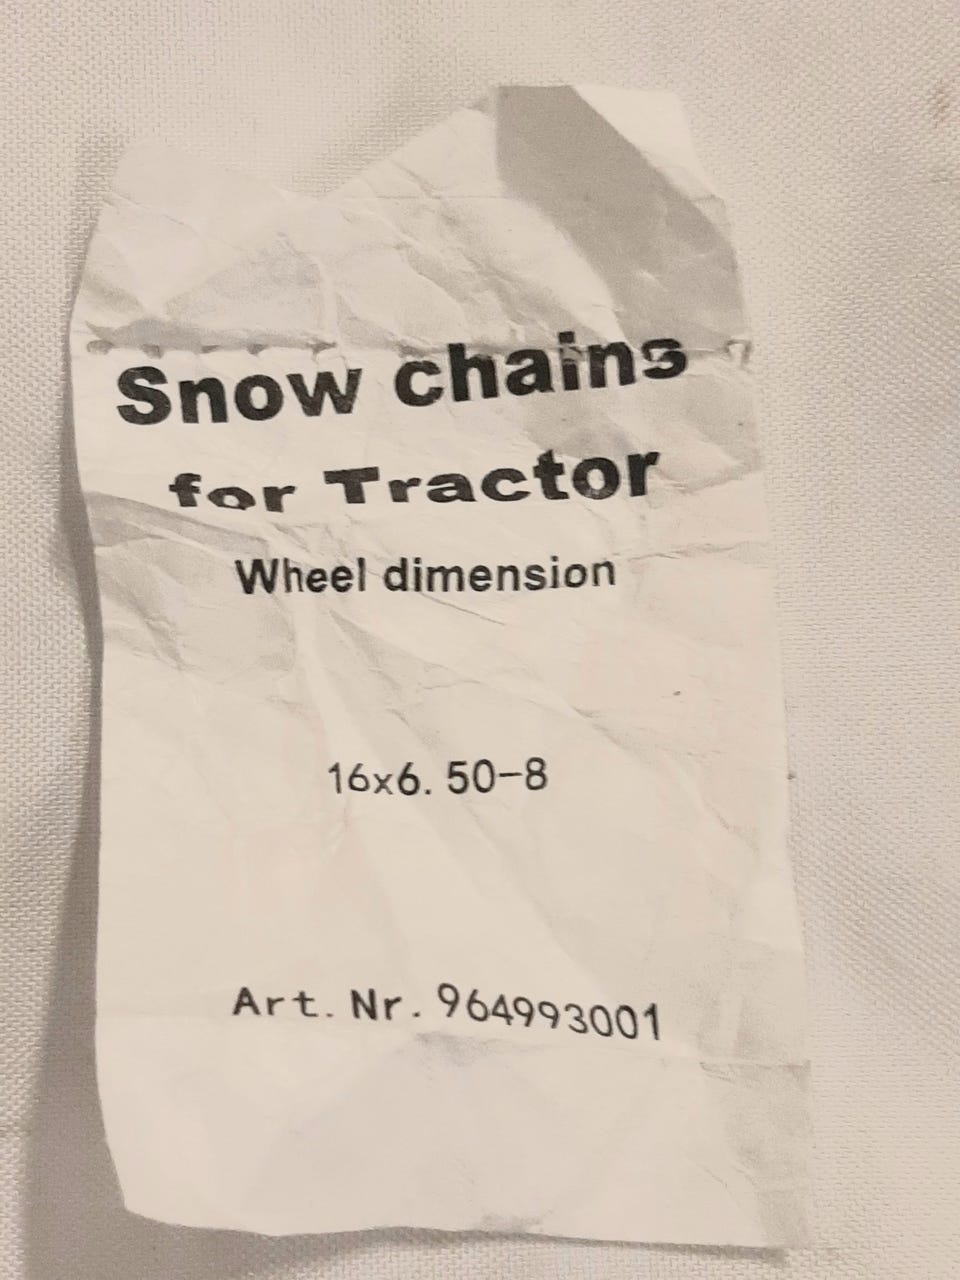 Snow chains
for Tractor
Wheel dimension
16x6. 50-8
Art. Nr. 964993001